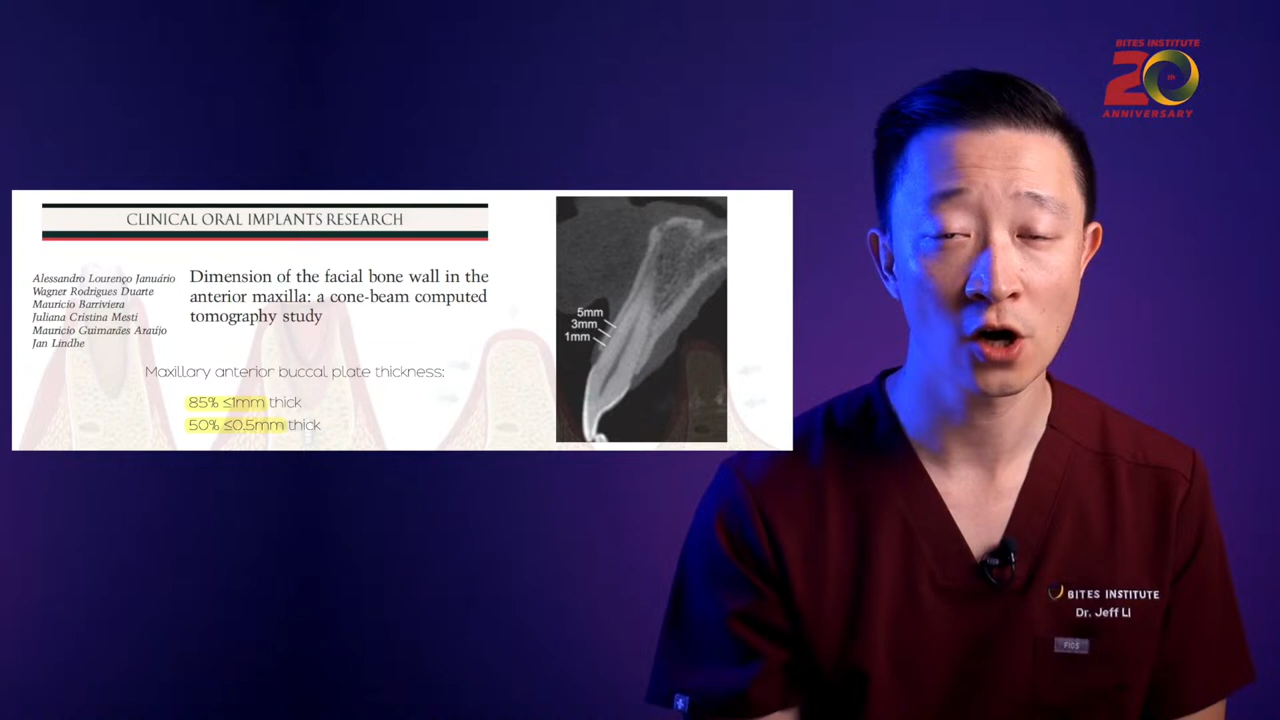 BITES INSTITUTE
20th
ANNIVERSARY
CLINICAL ORAL IMPLANTS RESEARCH
Alessandro Lourenço Januário
Wagner Rodrigues Duarte
Mauricio Barriviera
Juliana Cristina Mesti
Mauricio Guimarães Araújo
Jan Lindhe
Dimension of the facial bone wall in the
anterior maxilla: a cone-beam computed
tomography study
Maxillary anterior buccal plate thickness:
85% ≤1mm thick
50% ≤0.5mm thick
5mm
3mm
1mm
BITES INSTITUTE
Dr. Jeff Li
FIGS